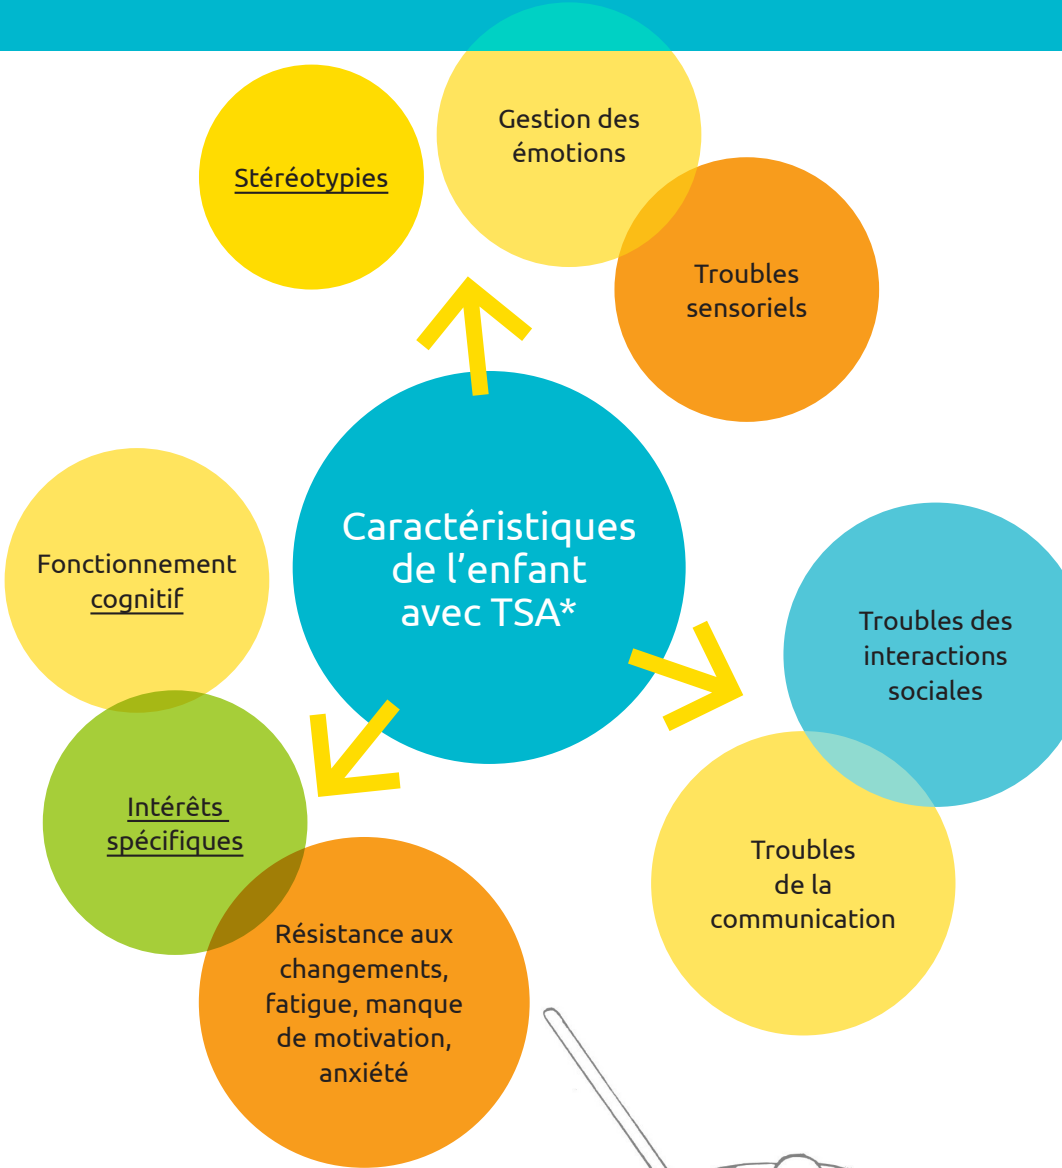 Gestion des
émotions
Stéréotypies
Troubles
sensoriels
Caractéristiques
de l’enfant
avec TSA*
Fonctionnement
cognitif
Troubles des
interactions
sociales
Intérêts
spécifiques
Troubles
de la
communication
Résistance aux
changements,
fatigue, manque
de motivation,
anxiété